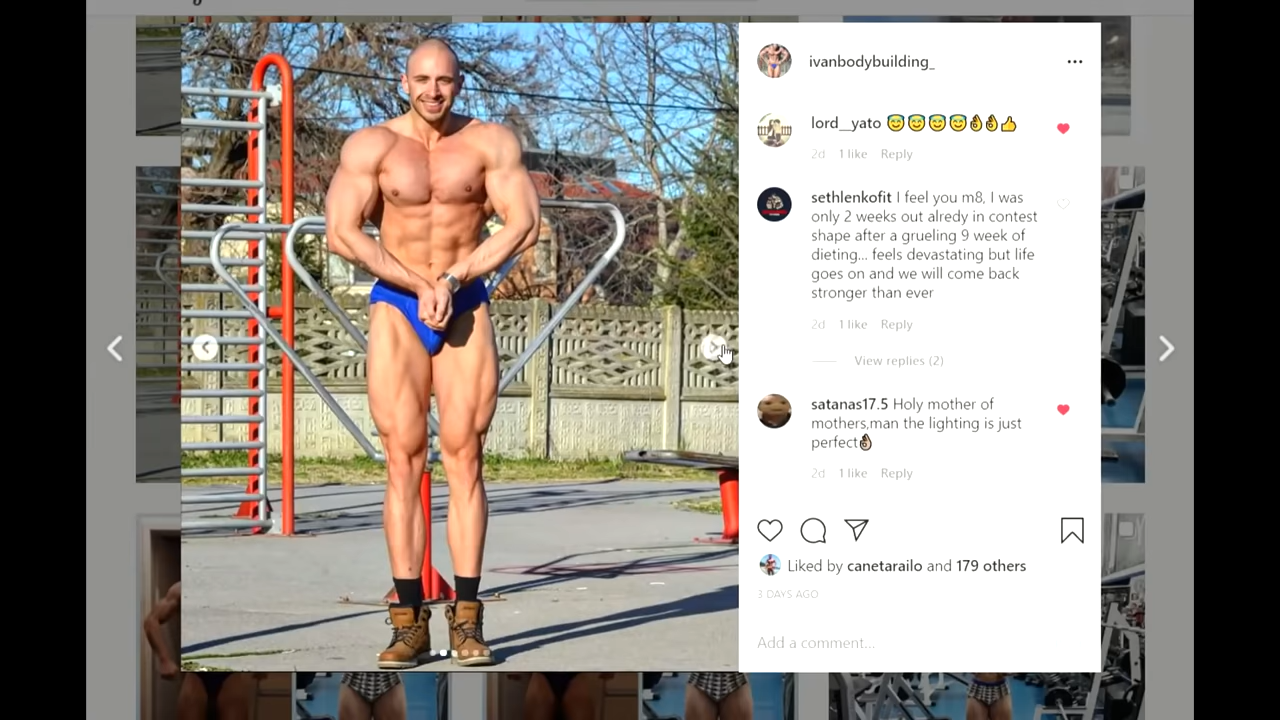 ivanbodybuilding_
lord__yato 😇😇😇😇👌👌👍
2d 1 like Reply
sethlenkofit I feel you m8, I was
only 2 weeks out alredy in contest
shape after a grueling 9 week of
dieting... feels devastating but life
goes on and we will come back
stronger than ever
2d 1 like Reply
View replies (2)
satanas17.5 Holy mother of
mothers,man the lighting is just
perfect👌
2d 1 like Reply
Liked by canetarailo and 179 others
3 DAYS AGO
Add a comment...